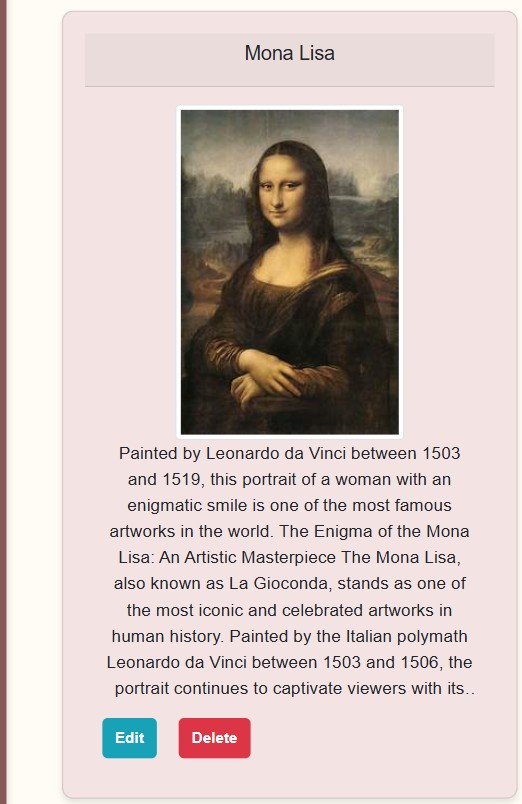 Mona Lisa
Painted by Leonardo da Vinci between 1503
and 1519, this portrait of a woman with an
enigmatic smile is one of the most famous
artworks in the world. The Enigma of the Mona
Lisa: An Artistic Masterpiece The Mona Lisa,
also known as La Gioconda, stands as one of
the most iconic and celebrated artworks in
human history. Painted by the Italian polymath
Leonardo da Vinci between 1503 and 1506, the
portrait continues to captivate viewers with its..
Edit Delete